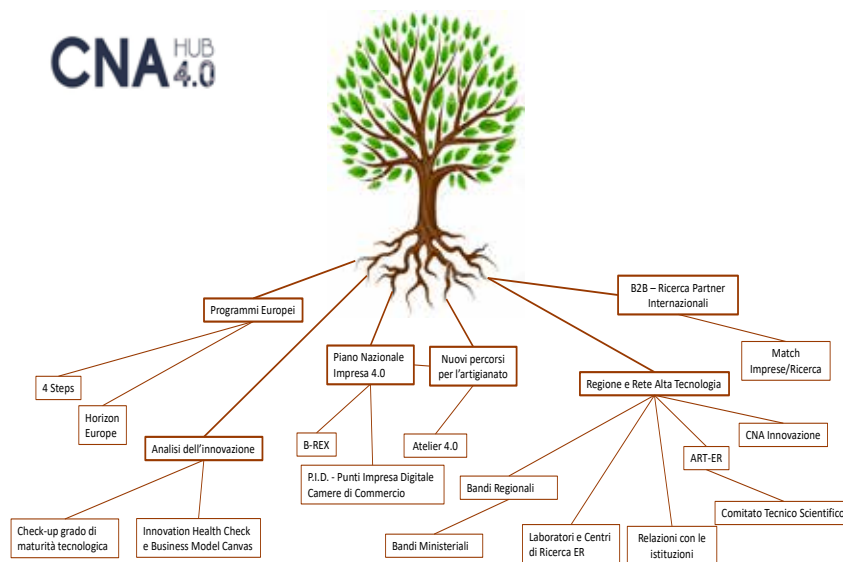 CNA HUB 4.0
B2B – Ricerca Partner
Internazionali
Programmi Europei
Match
Imprese/Ricerca
Piano Nazionale
Impresa 4.0
Nuovi percorsi
per l'artigianato
Regione e Rete Alta Tecnologia
4 Steps
Horizon
Europe
CNA Innovazione
Analisi dell'innovazione
B-REX
Atelier 4.0
ART-ER
P.I.D. - Punti Impresa Digitale
Camere di Commercio
Bandi Regionali
Comitato Tecnico Scientifico
Check-up grado di
maturità tecnologica
Innovation Health Check
e Business Model Canvas
Bandi Ministeriali
Laboratori e Centri
di Ricerca ER
Relazioni con le
istituzioni